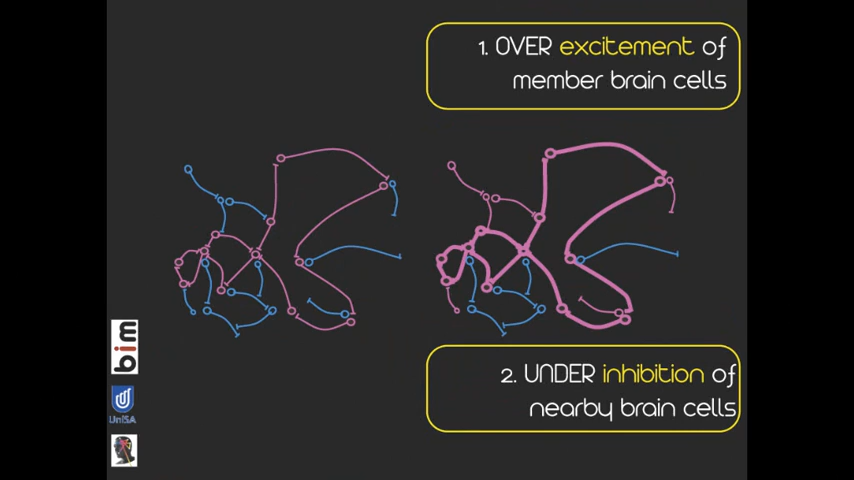 1. OVER excitement of
member brain cells
bim
UniSA
2. UNDER inhibition of
nearby brain cells